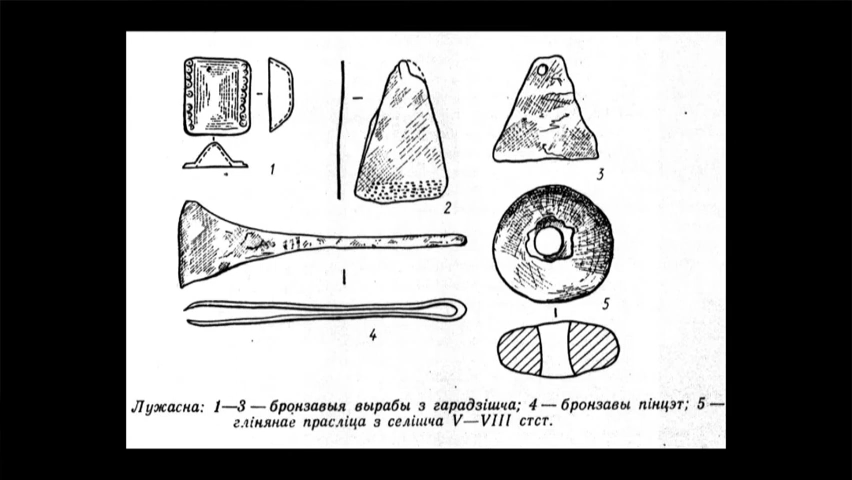 1
2
3
4
5
Лужасна: 1—3 — бронзавыя вырабы з гарадзішча; 4 — бронзавы пінцэт; 5 —
глінянае прасліца з селішча V—VIII стст.